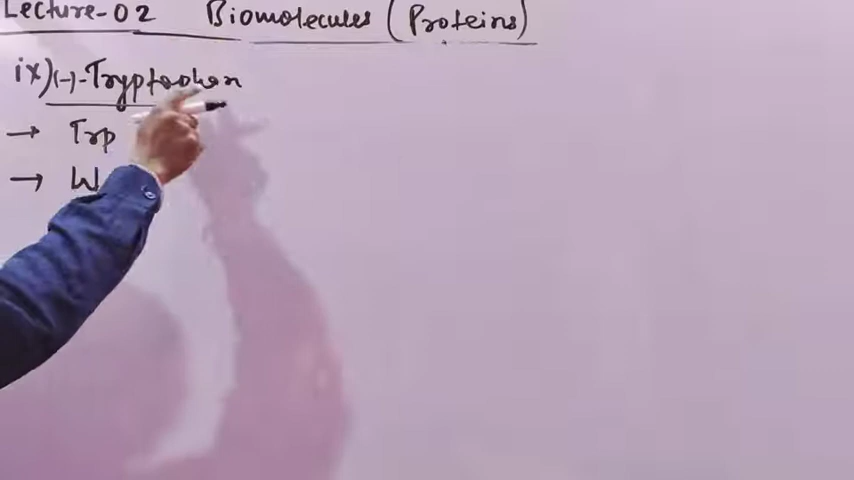 Lecture-02 Biomolecules (Proteins)
ix) (-)-Tryptophan
→ Trp
→ W